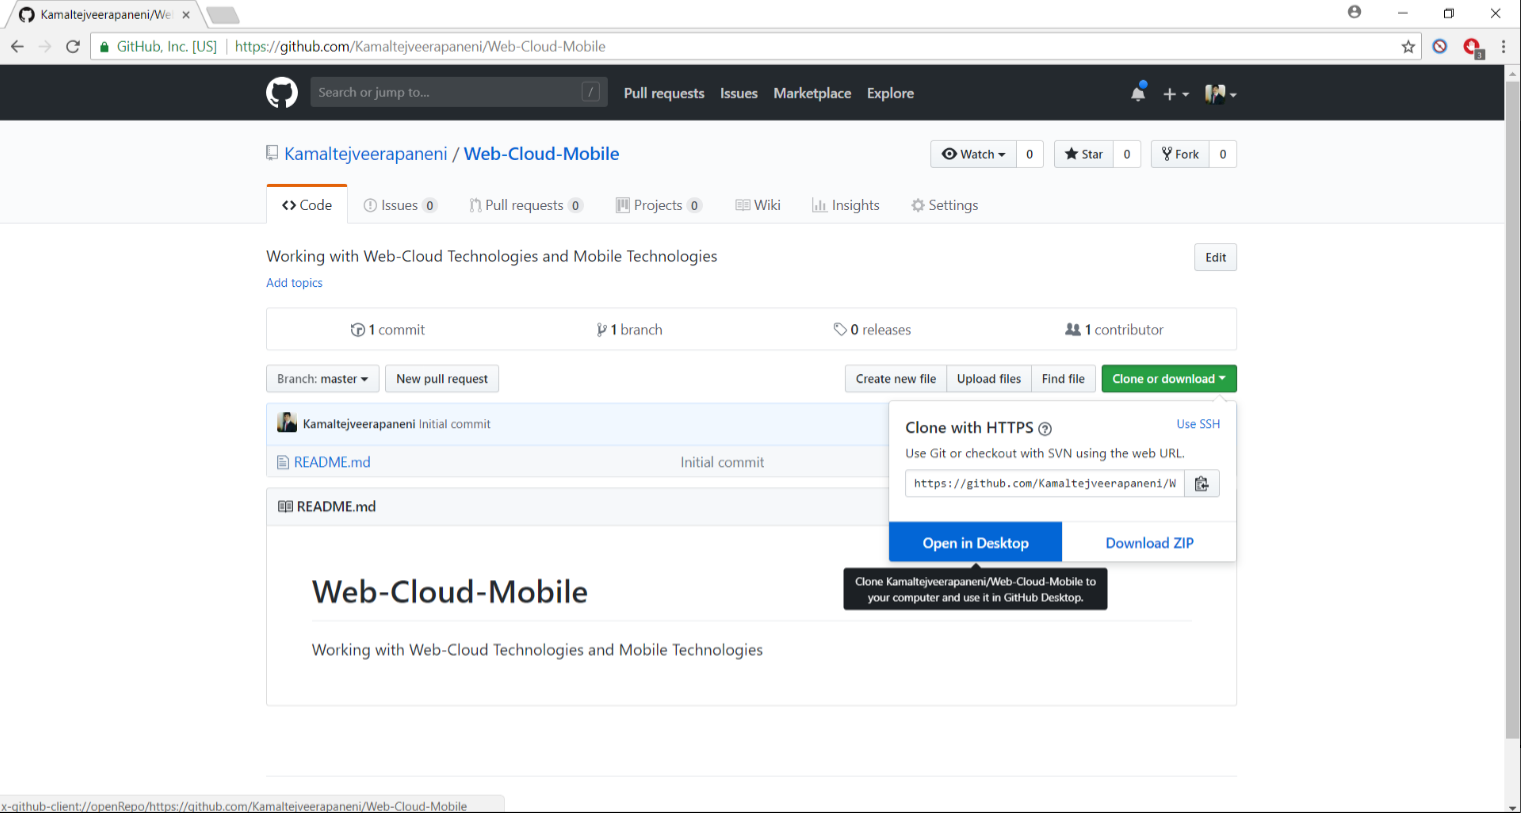 Kamaltejveerapaneni/We
GitHub, Inc. [US] https://github.com/Kamaltejveerapaneni/Web-Cloud-Mobile
3
Search or jump to... / Pull requests Issues Marketplace Explore
Kamaltejveerapaneni / Web-Cloud-Mobile
Watch 0 Star 0 Fork 0
Code Issues 0 Pull requests 0 Projects 0 Wiki Insights Settings
Working with Web-Cloud Technologies and Mobile Technologies
Edit
Add topics
1 commit 1 branch 0 releases 1 contributor
Branch: master New pull request Create new file Upload files Find file Clone or download
Kamaltejveerapaneni Initial commit
README.md Initial commit
Clone with HTTPS Use SSH
Use Git or checkout with SVN using the web URL.
https://github.com/Kamaltejveerapaneni/W
Open in Desktop Download ZIP
Clone Kamaltejveerapaneni/Web-Cloud-Mobile to
your computer and use it in GitHub Desktop.
README.md
Web-Cloud-Mobile
Working with Web-Cloud Technologies and Mobile Technologies
x-github-client://openRepo/https://github.com/Kamaltejveerapaneni/Web-Cloud-Mobile